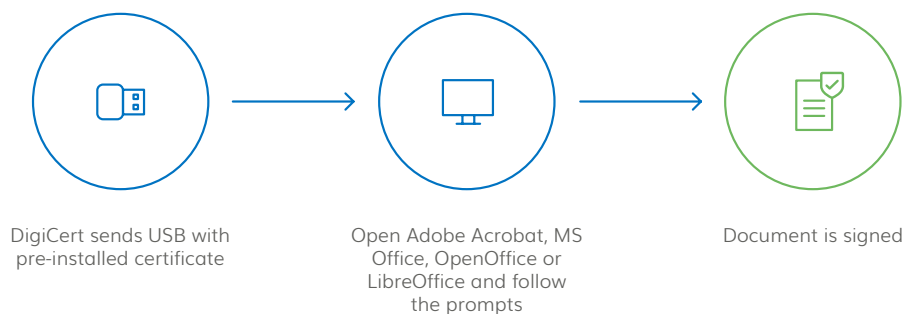 DigiCert sends USB with
pre-installed certificate
Open Adobe Acrobat, MS
Office, OpenOffice or
LibreOffice and follow
the prompts
Document is signed